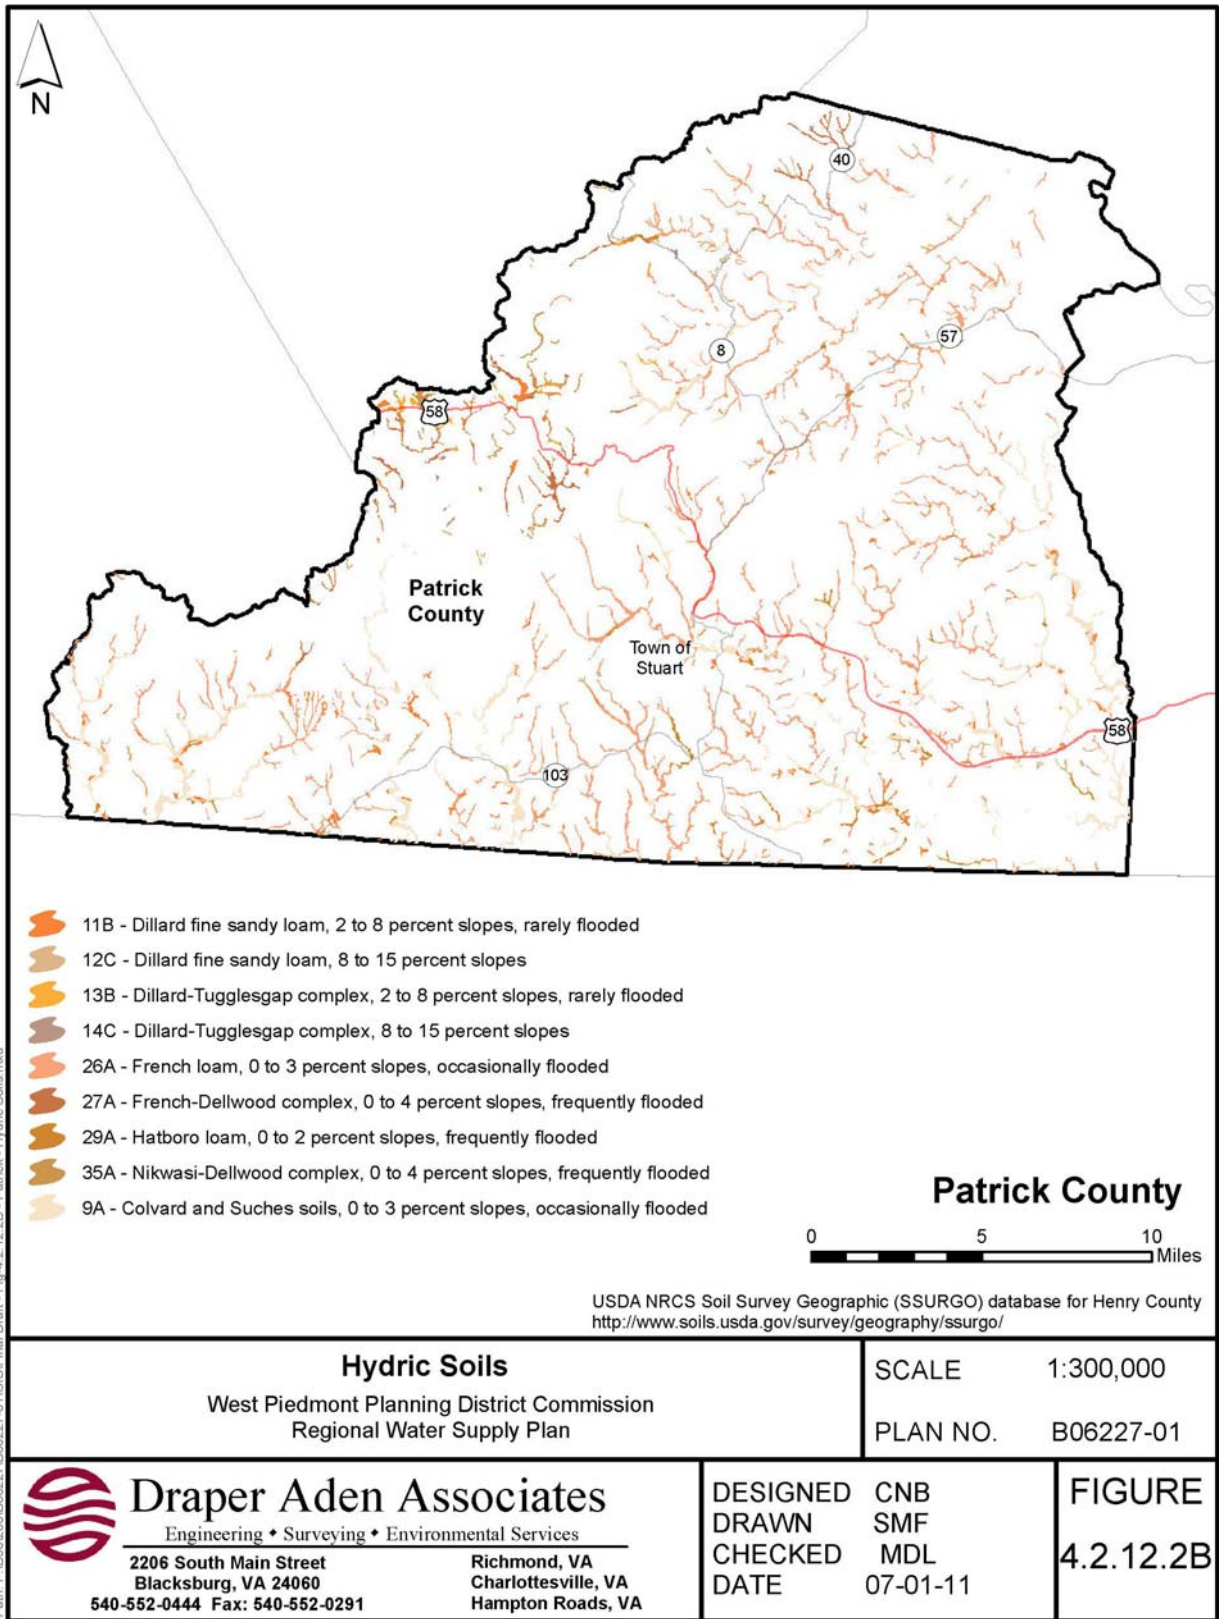 N
40
8
57
58
Patrick
County
Town of
Stuart
58
103
11B - Dillard fine sandy loam, 2 to 8 percent slopes, rarely flooded
12C - Dillard fine sandy loam, 8 to 15 percent slopes
13B - Dillard-Tugglesgap complex, 2 to 8 percent slopes, rarely flooded
14C - Dillard-Tugglesgap complex, 8 to 15 percent slopes
26A - French loam, 0 to 3 percent slopes, occasionally flooded
27A - French-Dellwood complex, 0 to 4 percent slopes, frequently flooded
29A - Hatboro loam, 0 to 2 percent slopes, frequently flooded
35A - Nikwasi-Dellwood complex, 0 to 4 percent slopes, frequently flooded
9A - Colvard and Suches soils, 0 to 3 percent slopes, occasionally flooded
Patrick County
0 5 10
Miles
USDA NRCS Soil Survey Geographic (SSURGO) database for Henry County
http://www.soils.usda.gov/survey/geography/ssurgo/
Hydric Soils
West Piedmont Planning District Commission
Regional Water Supply Plan
SCALE 1:300,000
PLAN NO. B06227-01
Draper Aden Associates
Engineering • Surveying • Environmental Services
2206 South Main Street
Blacksburg, VA 24060
540-552-0444 Fax: 540-552-0291
Richmond, VA
Charlottesville, VA
Hampton Roads, VA
DESIGNED CNB
DRAWN SMF
CHECKED MDL
DATE 07-01-11
FIGURE
4.2.12.2B